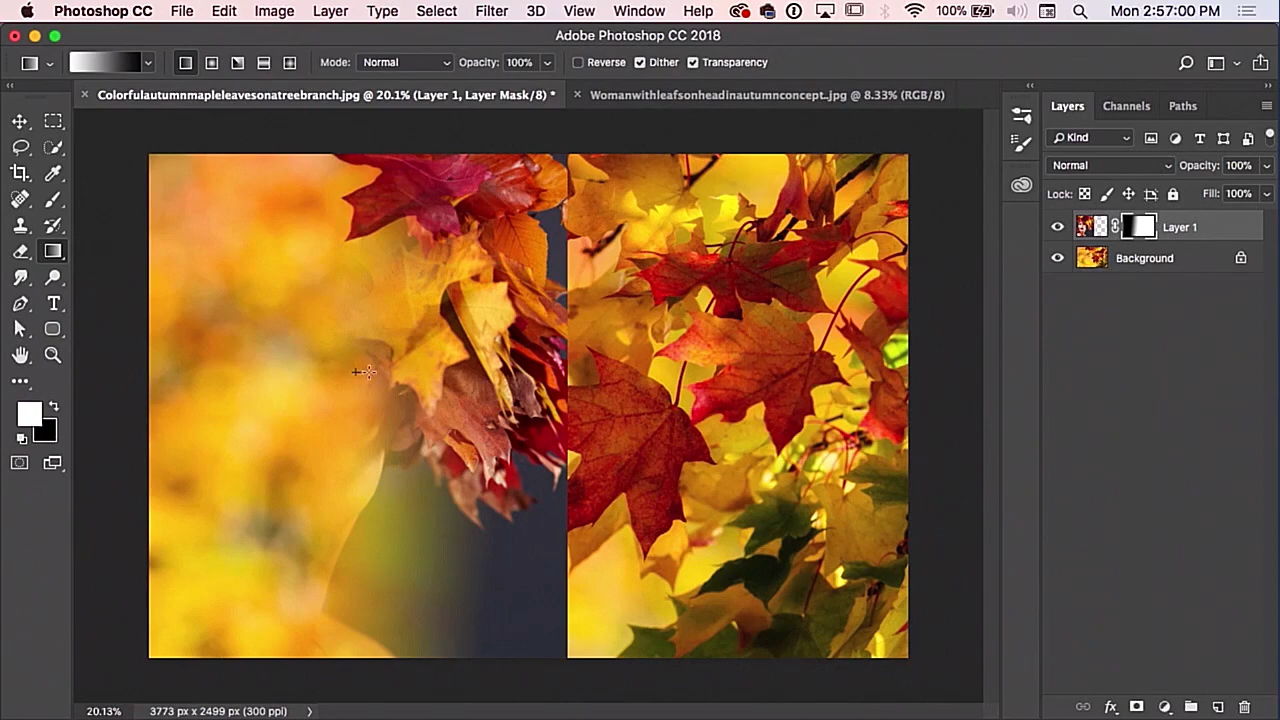 Photoshop CC File Edit Image Layer Type Select Filter 3D View Window Help 100% Mon 2:57:00 PM
Adobe Photoshop CC 2018
Mode: Normal Opacity: 100% Reverse Dither Transparency
Colorfulautumnmapleleavesonatreebranch.jpg @ 20.1% (Layer 1, Layer Mask/8) * Womanwithleafsonheadinautumnconcept.jpg @ 8.33% (RGB/8)
Layers Channels Paths
Kind
Normal Opacity: 100%
Lock: Fill: 100%
Layer 1
Background
20.13% 3773 px x 2499 px (300 ppi)